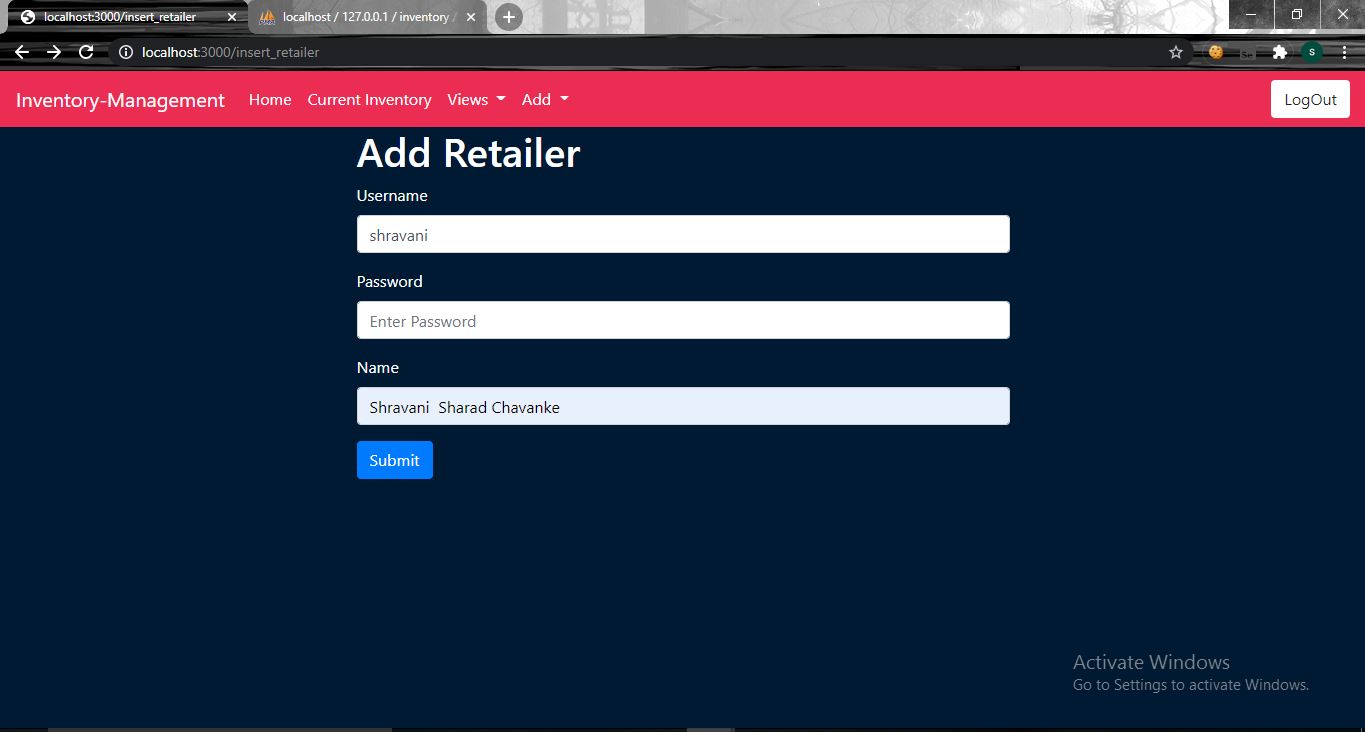 localhost:3000/insert_retailer
localhost / 127.0.0.1 / inventory /
localhost:3000/insert_retailer
s
Inventory-Management Home Current Inventory Views Add LogOut
Add Retailer
Username
shravani
Password
Enter Password
Name
Shravani  Sharad Chavanke
Submit
Activate Windows
Go to Settings to activate Windows.